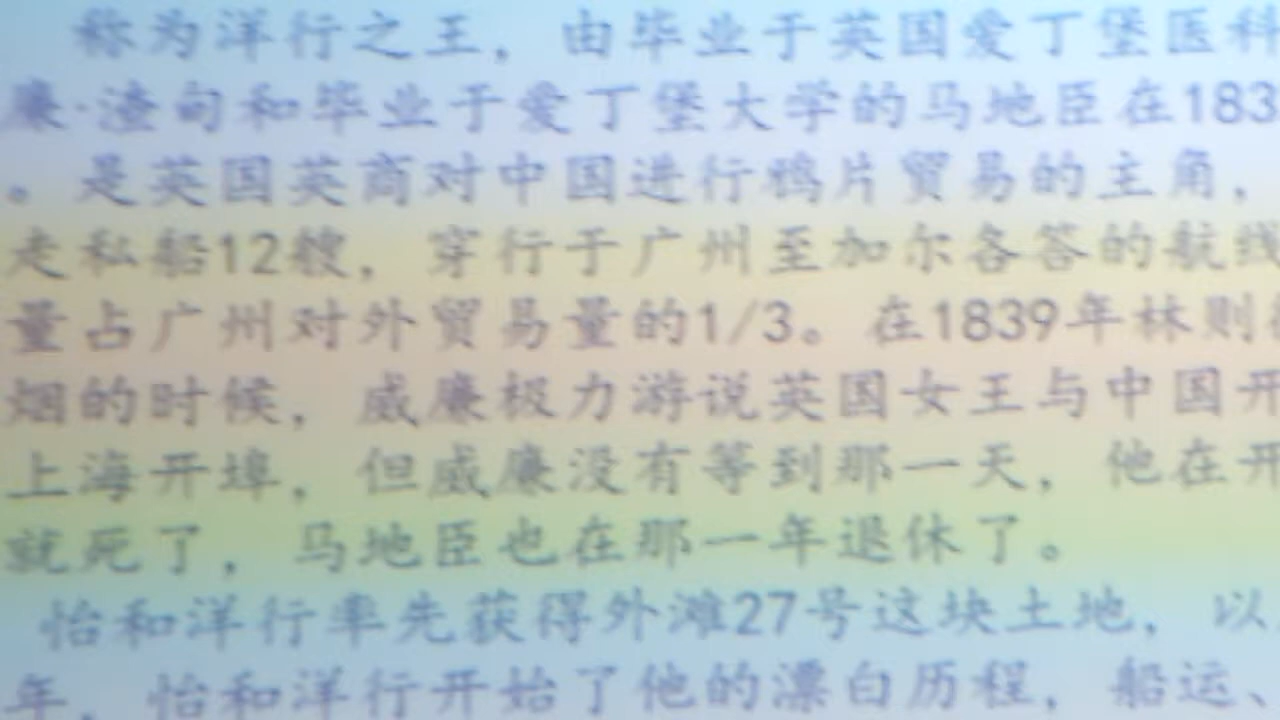 称为洋行之王，由毕业于英国爱丁堡医科
廉·渣甸和毕业于爱丁堡大学的马地臣在183
。是英国英商对中国进行鸦片贸易的主角，
走私船12艘，穿行于广州至加尔各答的航线
量占广州对外贸易量的1/3。在1839年林则
烟的时候，威廉极力游说英国女王与中国开
上海开埠，但威廉没有等到那一天，他在开
就死了，马地臣也在那一年退休了。
怡和洋行率先获得外滩27号这块土地，以
年，怡和洋行开始了他的漂白历程，船运、